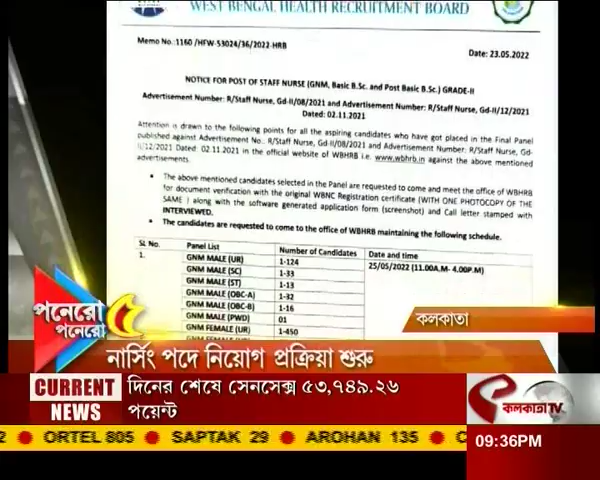 WEST BENGAL HEALTH RECRUITMENT BOARD
Memo No.:1160 /HFW-53024/36/2022-HRB
Date: 23.05.2022
NOTICE FOR POST OF STAFF NURSE (GNM, Basic B.Sc. and Post Basic B.Sc.) GRADE-II
Advertisement Number: R/Staff Nurse, Gd-II/08/2021 and Advertisement Number: R/Staff Nurse, Gd-II/12/2021
Dated: 02.11.2021
Attention is drawn to the following points for all the aspiring candidates who have got placed in the Final Panel
published against Advertisement No.. R/Staff Nurse, Gd-II/08/2021 and Advertisement Number: R/Staff Nurse, Gd-
II/12/2021 Dated: 02.11.2021 in the official website of WBHRB i.e. www.wbhrb.in against the above mentioned
advertisements.
• The above mentioned candidates selected in the Panel are requested to come and meet the office of WBHRB
for document verification with the original WBNC Registration certificate (WITH ONE PHOTOCOPY OF THE
SAME ) along with the software generated application form (screenshot) and Call letter stamped with
INTERVIEWED.
• The candidates are requested to come to the office of WBHRB maintaining the following schedule.
SL No. Panel List Number of Candidates Date and time
1. GNM MALE (UR) 1-124 25/05/2022 (11.00A.M- 4.00P.M)
GNM MALE (SC) 1-33
GNM MALE (ST) 1-13
GNM MALE (OBC-A) 1-32
GNM MALE (OBC-B) 1-16
GNM MALE (PWD) 01
GNM FEMALE (UR) 1-450
পনেরো ৫
পনেরো
কলকাতা
নার্সিং পদে নিয়োগ প্রক্রিয়া শুরু
CURRENT
NEWS
দিনের শেষে সেনসেক্স ৫৩,৭৪৯.২৬
পয়েন্ট
কলকাতা TV
2 ORTEL 805 SAPTAK 29 AROHAN 135 C
09:36PM